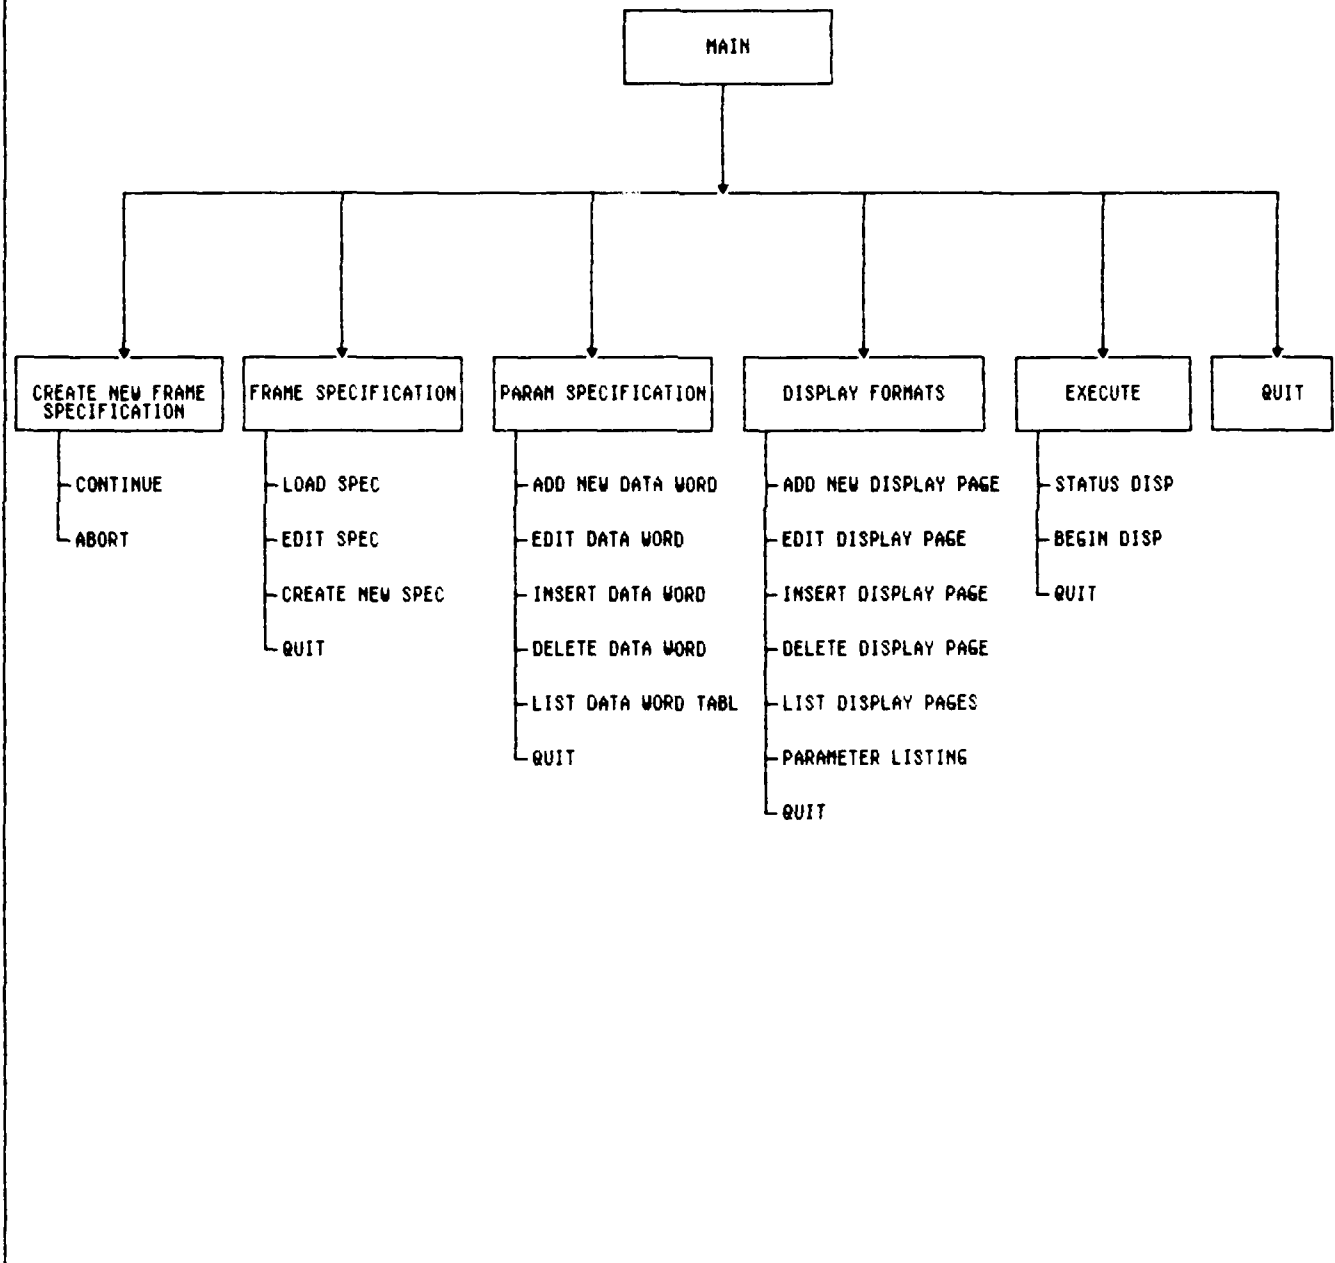 MAIN
CREATE NEW FRAME
SPECIFICATION
FRAME SPECIFICATION
PARAM SPECIFICATION
DISPLAY FORMATS
EXECUTE
QUIT
CONTINUE
ABORT
LOAD SPEC
EDIT SPEC
CREATE NEW SPEC
QUIT
ADD NEW DATA WORD
EDIT DATA WORD
INSERT DATA WORD
DELETE DATA WORD
LIST DATA WORD TABL
QUIT
ADD NEW DISPLAY PAGE
EDIT DISPLAY PAGE
INSERT DISPLAY PAGE
DELETE DISPLAY PAGE
LIST DISPLAY PAGES
PARAMETER LISTING
QUIT
STATUS DISP
BEGIN DISP
QUIT